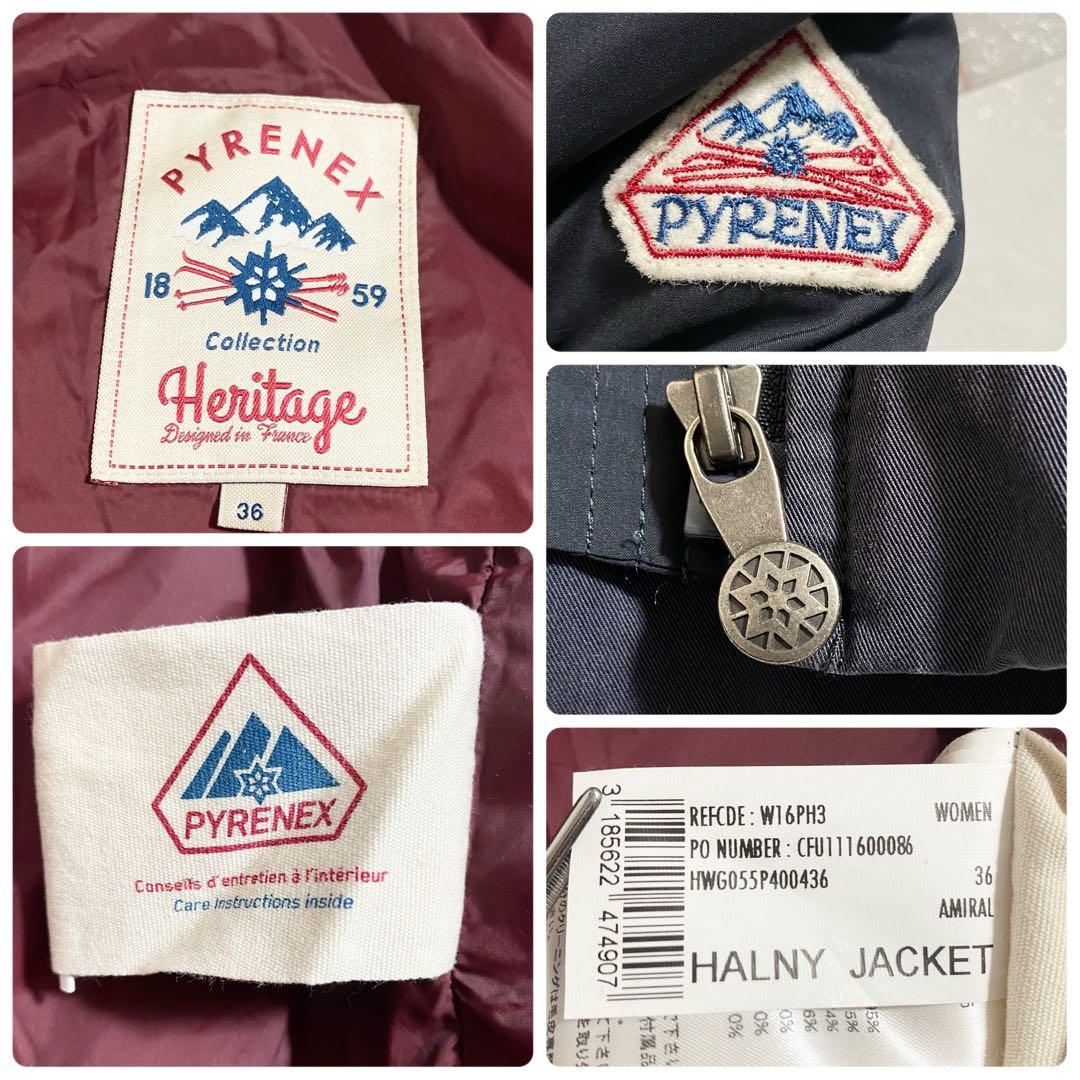 PYRENEX
18 59
Collection
Heritage
Designed in France
36
PYRENEX
PYRENEX
Conseils d'entretien à l'intérieur
Care instructions inside
3 185622 474907
REFCDE : W16PH3 WOMEN
PO NUMBER : CFU111600086
HWG055P400436 36
AMIRAL
HALNY JACKET